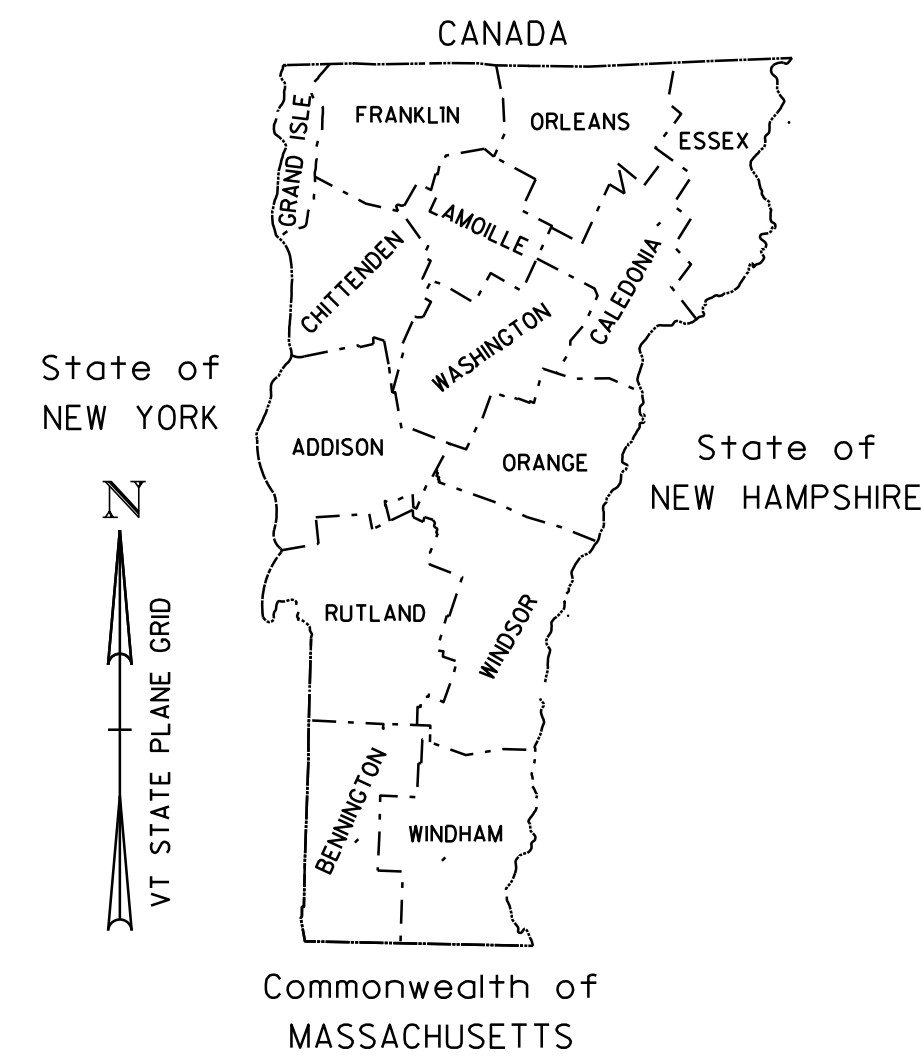 CANADA
FRANKLIN
ORLEANS
ESSEX
GRAND ISLE
LAMOILLE
CHITTENDEN
CALEDONIA
WASHINGTON
State of
NEW YORK
ADDISON
ORANGE
State of
NEW HAMPSHIRE
N
VT STATE PLANE GRID
RUTLAND
WINDSOR
BENNINGTON
WINDHAM
Commonwealth of
MASSACHUSETTS